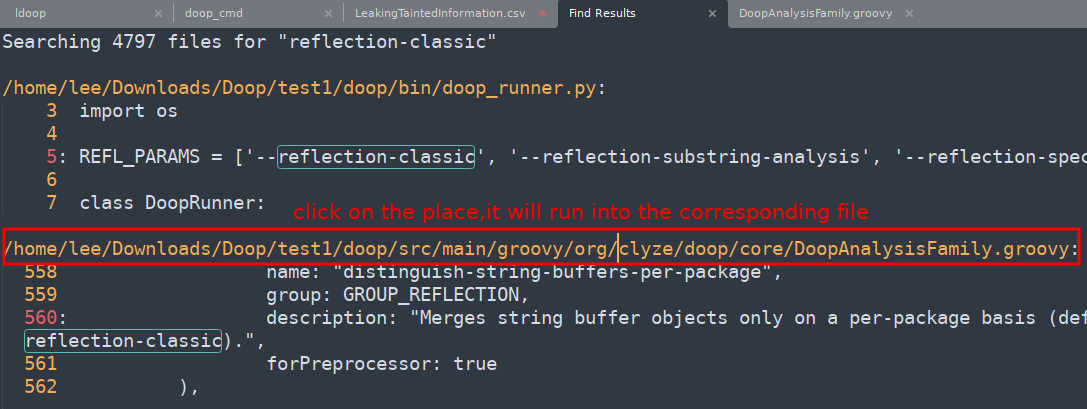 ldoop × doop_cmd × LeakingTaintedInformation.csv Find Results × DoopAnalysisFamily.groovy ×
Searching 4797 files for "reflection-classic"
/home/lee/Downloads/Doop/test1/doop/bin/doop_runner.py:
3 import os
4
5: REFL_PARAMS = ['--reflection-classic', '--reflection-substring-analysis', '--reflection-spec
6
7 class DoopRunner:
click on the place,it will run into the corresponding file
/home/lee/Downloads/Doop/test1/doop/src/main/groovy/org/clyze/doop/core/DoopAnalysisFamily.groovy:
558 name: "distinguish-string-buffers-per-package",
559 group: GROUP_REFLECTION,
560: description: "Merges string buffer objects only on a per-package basis (def
reflection-classic).",
561 forPreprocessor: true
562 ),